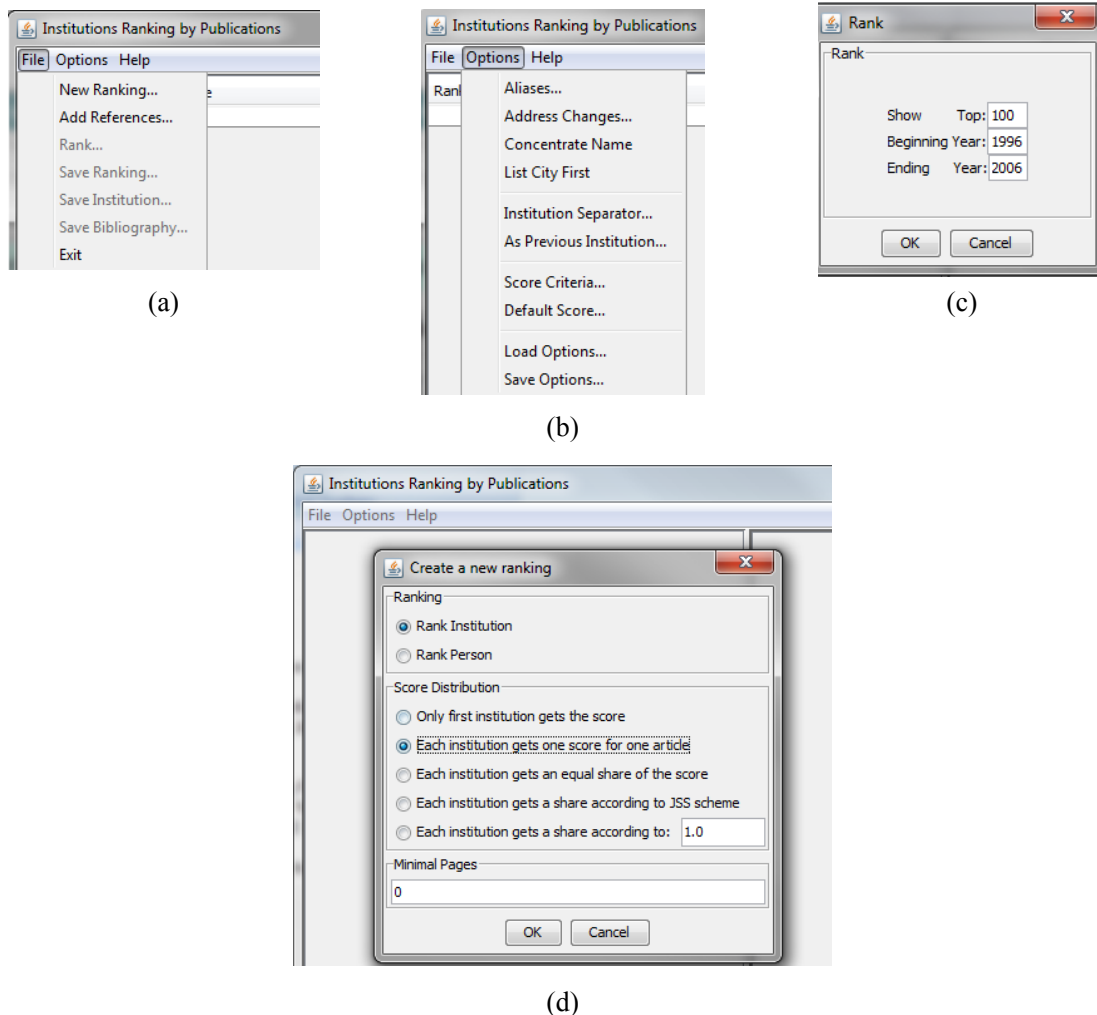 Institutions Ranking by Publications
File Options Help
New Ranking...
Add References...
Rank...
Save Ranking...
Save Institution...
Save Bibliography...
Exit
(a)
Institutions Ranking by Publications
File Options Help
Aliases...
Address Changes...
Concentrate Name
List City First
Institution Separator...
As Previous Institution...
Score Criteria...
Default Score...
Load Options...
Save Options...
(b)
Rank
Rank
Show Top: 100
Beginning Year: 1996
Ending Year: 2006
OK Cancel
(c)
Institutions Ranking by Publications
File Options Help
Create a new ranking
Ranking
Rank Institution
Rank Person
Score Distribution
Only first institution gets the score
Each institution gets one score for one article
Each institution gets an equal share of the score
Each institution gets a share according to JSS scheme
Each institution gets a share according to: 1.0
Minimal Pages
0
OK Cancel
(d)